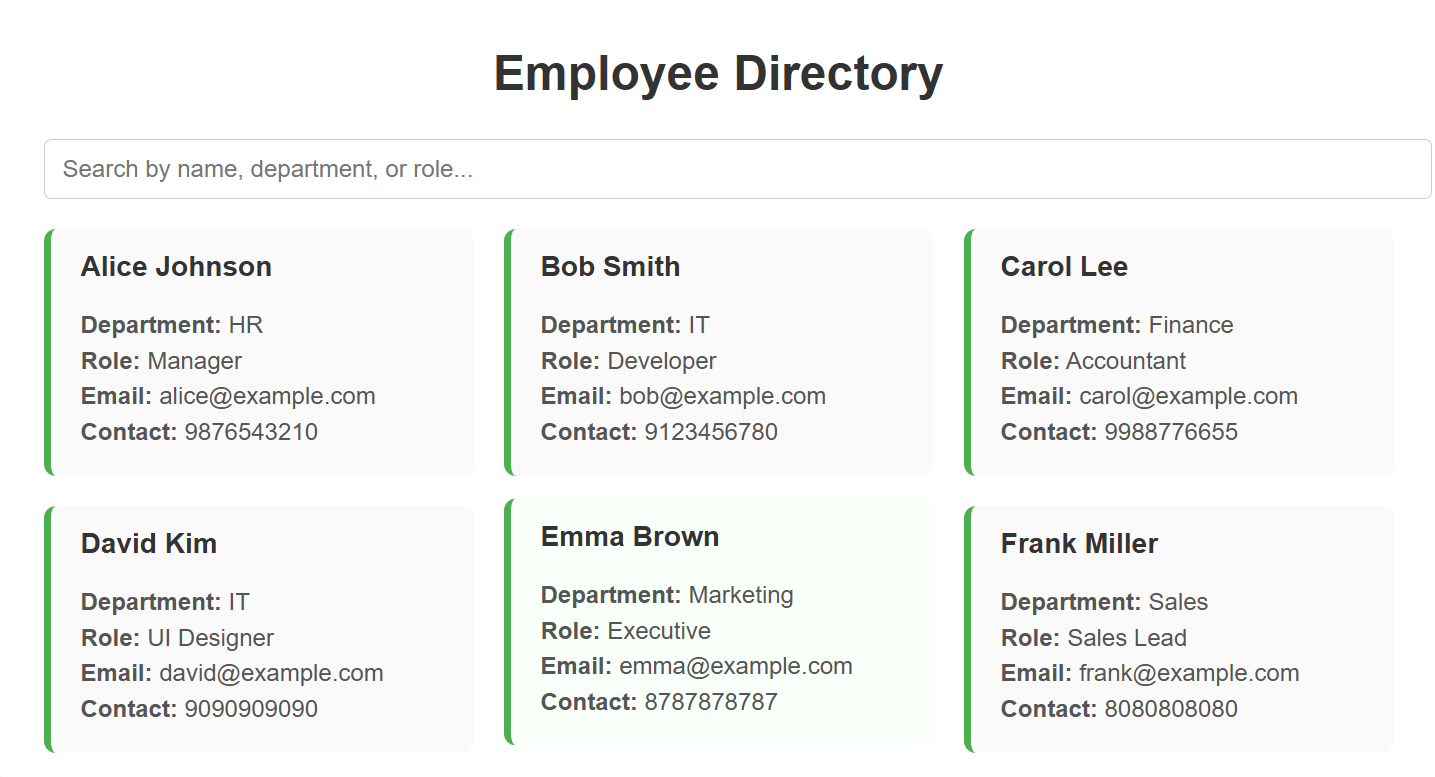 Employee Directory
Search by name, department, or role...
Alice Johnson
Department: HR
Role: Manager
Email: alice@example.com
Contact: 9876543210
Bob Smith
Department: IT
Role: Developer
Email: bob@example.com
Contact: 9123456780
Carol Lee
Department: Finance
Role: Accountant
Email: carol@example.com
Contact: 9988776655
David Kim
Department: IT
Role: UI Designer
Email: david@example.com
Contact: 9090909090
Emma Brown
Department: Marketing
Role: Executive
Email: emma@example.com
Contact: 8787878787
Frank Miller
Department: Sales
Role: Sales Lead
Email: frank@example.com
Contact: 8080808080